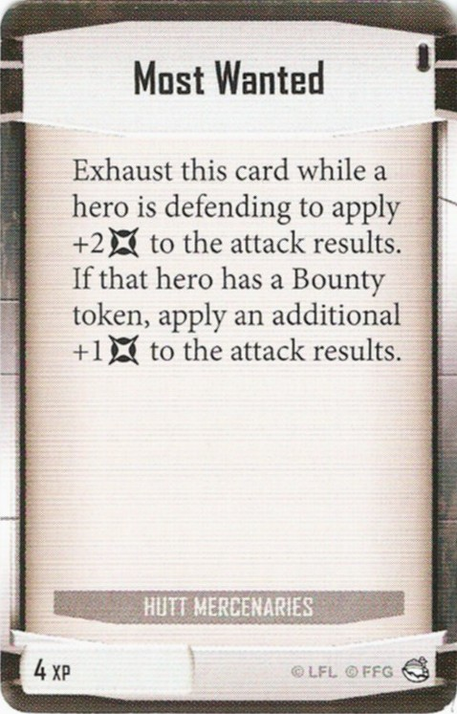 Most Wanted
Exhaust this card while a
hero is defending to apply
+2 to the attack results.
If that hero has a Bounty
token, apply an additional
+1 to the attack results.
HUTT MERCENARIES
4 XP
© LFL © FFG